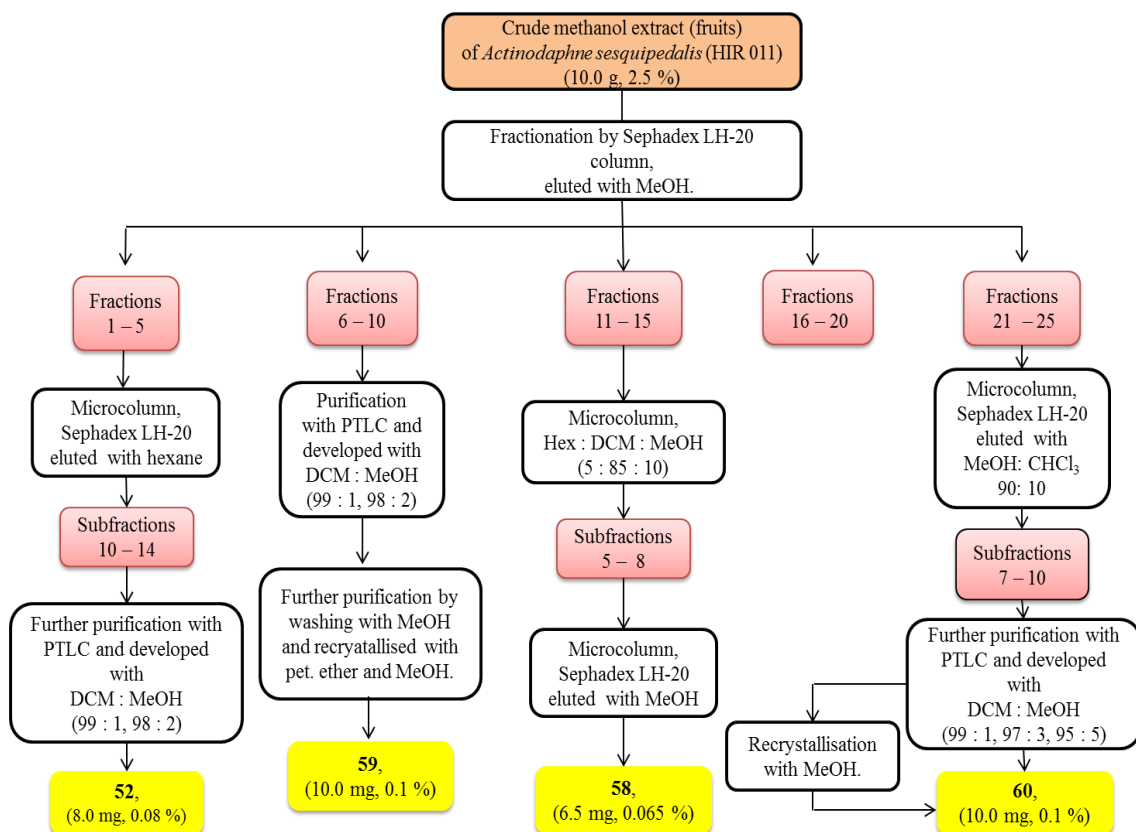 Crude methanol extract (fruits)
of Actinodaphne sesquipedalis (HIR 011)
(10.0 g, 2.5 %)
Fractionation by Sephadex LH-20
column,
eluted with MeOH.
Fractions
1 – 5
Fractions
6 – 10
Fractions
11 – 15
Fractions
16 – 20
Fractions
21 – 25
Microcolumn,
Sephadex LH-20
eluted with hexane
Purification
with PTLC and
developed with
DCM : MeOH
(99 : 1, 98 : 2)
Microcolumn,
Hex : DCM : MeOH
(5 : 85 : 10)
Microcolumn,
Sephadex LH-20
eluted with
MeOH: CHCl₃
90: 10
Subfractions
10 – 14
Subfractions
5 – 8
Subfractions
7 – 10
Further purification with
PTLC and developed
with
DCM : MeOH
(99 : 1, 98 : 2)
Further purification by
washing with MeOH
and recryatallised with
pet. ether and MeOH.
Microcolumn,
Sephadex LH-20
eluted with MeOH
Further purification with
PTLC and developed
with
DCM : MeOH
(99 : 1, 97 : 3, 95 : 5)
Recrystallisation
with MeOH.
52,
(8.0 mg, 0.08 %)
59,
(10.0 mg, 0.1 %)
58,
(6.5 mg, 0.065 %)
60,
(10.0 mg, 0.1 %)